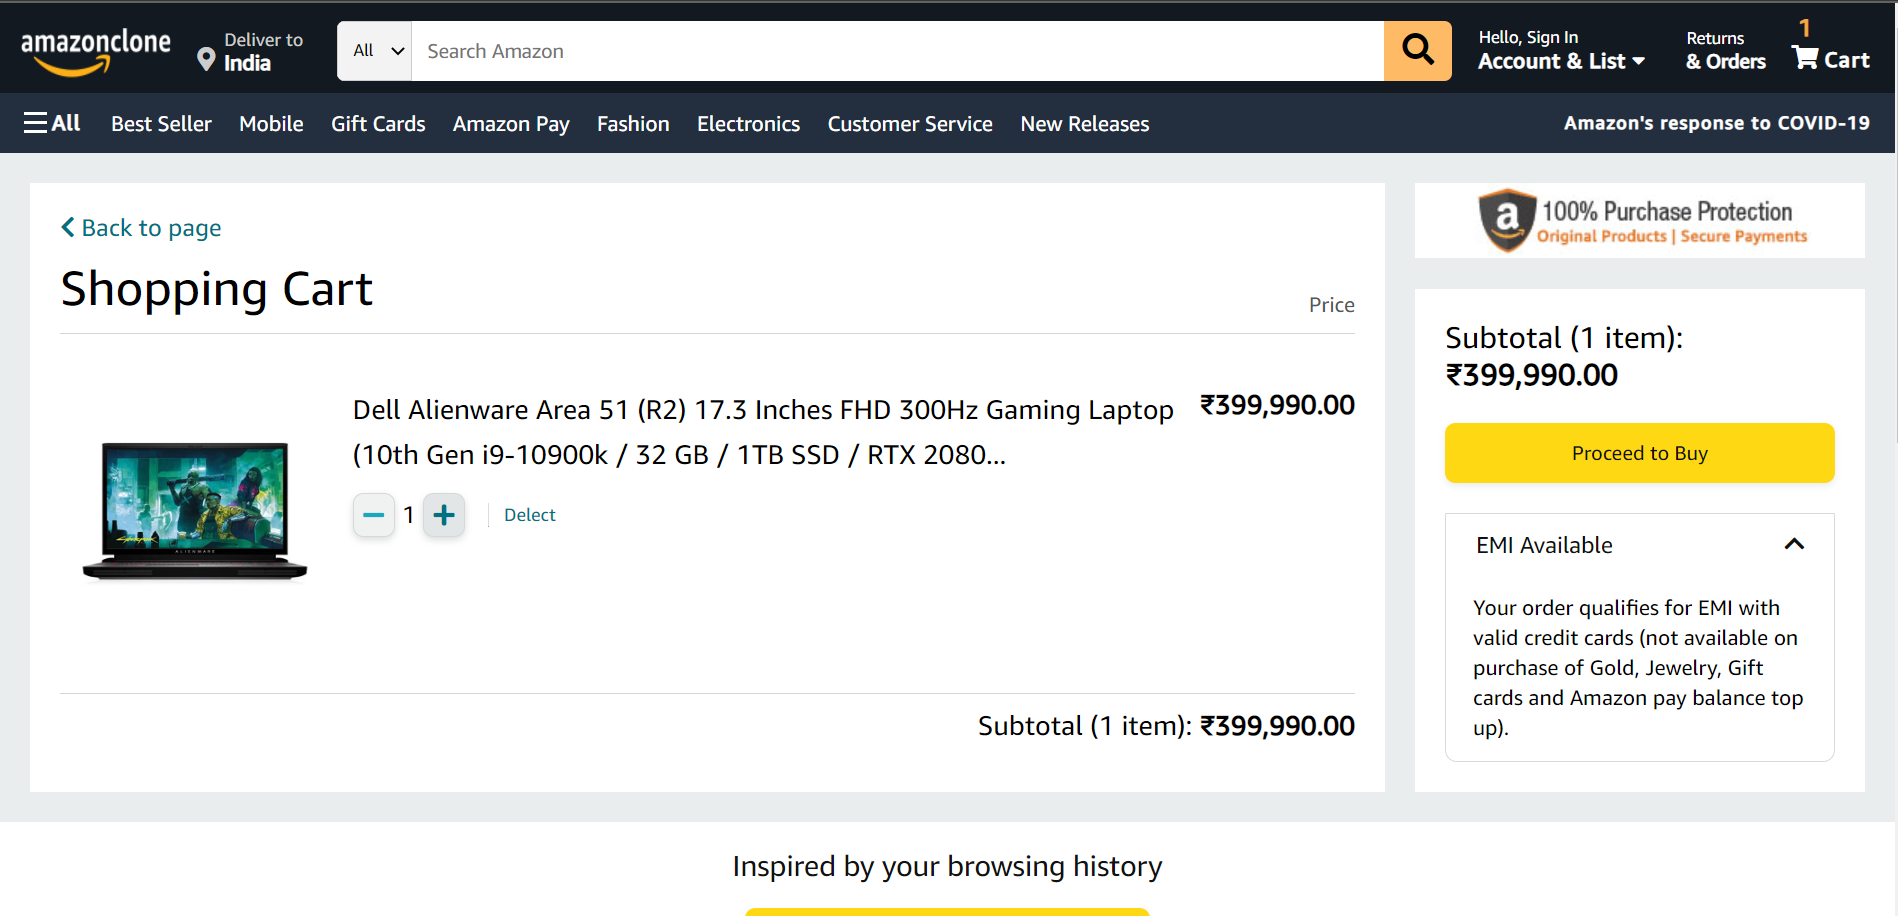 amazonclone
Deliver to
India
All
Search Amazon
Hello, Sign In
Account & List
Returns
& Orders
1
Cart
All
Best Seller
Mobile
Gift Cards
Amazon Pay
Fashion
Electronics
Customer Service
New Releases
Amazon's response to COVID-19
Back to page
Shopping Cart
Price
Dell Alienware Area 51 (R2) 17.3 Inches FHD 300Hz Gaming Laptop
(10th Gen i9-10900k / 32 GB / 1TB SSD / RTX 2080...
₹399,990.00
1
Delect
ALIENWARE
Subtotal (1 item): ₹399,990.00
a
100% Purchase Protection
Original Products | Secure Payments
Subtotal (1 item):
₹399,990.00
Proceed to Buy
EMI Available
Your order qualifies for EMI with
valid credit cards (not available on
purchase of Gold, Jewelry, Gift
cards and Amazon pay balance top
up).
Inspired by your browsing history